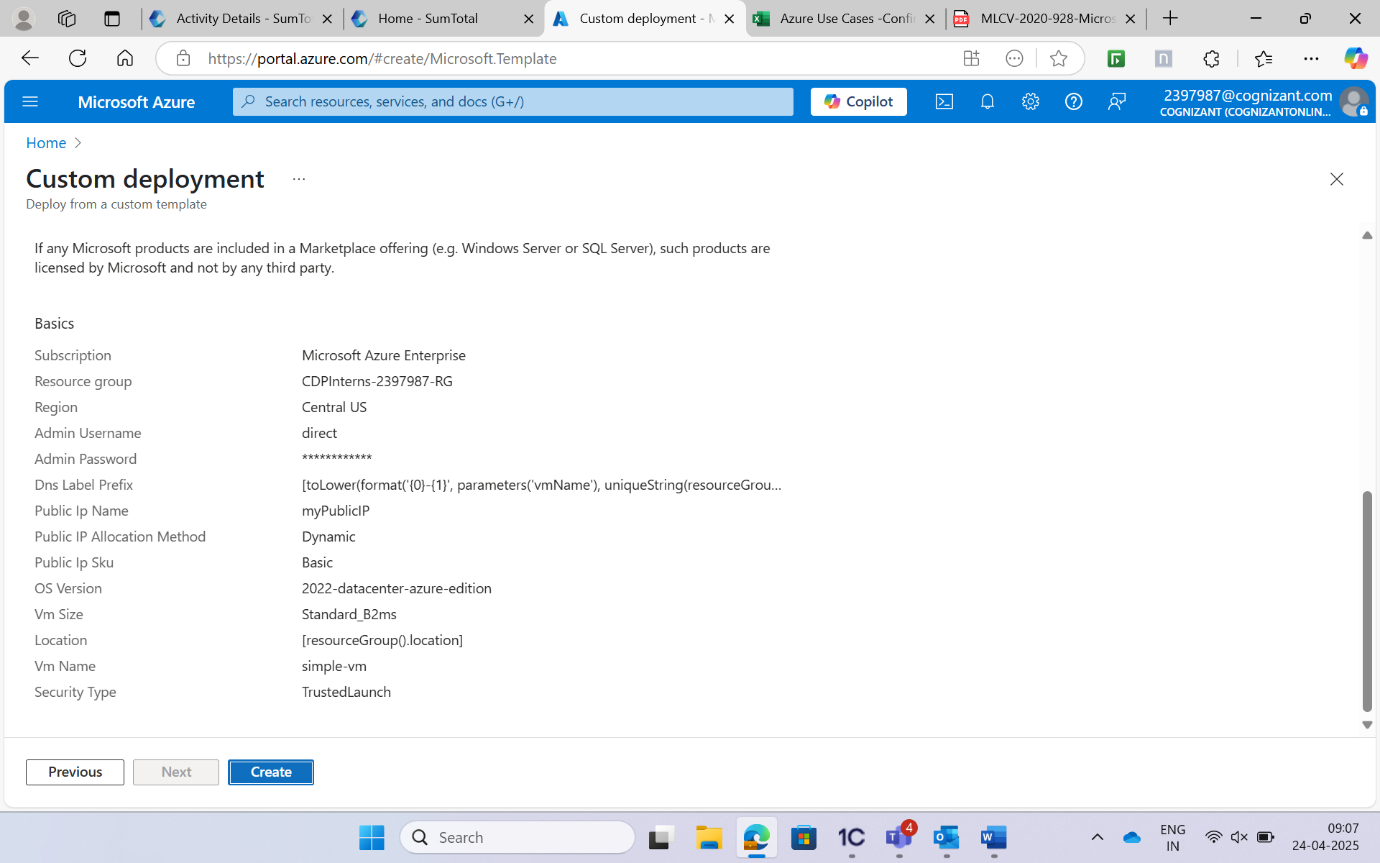 Activity Details - SumTo
Home - SumTotal
Custom deployment - M
Azure Use Cases -Confi
PDF
MLCV-2020-928-Micros
https://portal.azure.com/#create/Microsoft.Template
Microsoft Azure
Search resources, services, and docs (G+/)
Copilot
2397987@cognizant.com
COGNIZANT (COGNIZANTONLIN...
Home
Custom deployment
...
Deploy from a custom template
If any Microsoft products are included in a Marketplace offering (e.g. Windows Server or SQL Server), such products are
licensed by Microsoft and not by any third party.
Basics
Subscription Microsoft Azure Enterprise
Resource group CDPInterns-2397987-RG
Region Central US
Admin Username direct
Admin Password ************
Dns Label Prefix [toLower(format('{0}-{1}', parameters('vmName'), uniqueString(resourceGrou...
Public Ip Name myPublicIP
Public IP Allocation Method Dynamic
Public Ip Sku Basic
OS Version 2022-datacenter-azure-edition
Vm Size Standard_B2ms
Location [resourceGroup().location]
Vm Name simple-vm
Security Type TrustedLaunch
Previous
Next
Create
Search
1C
4
ENG
IN
09:07
24-04-2025